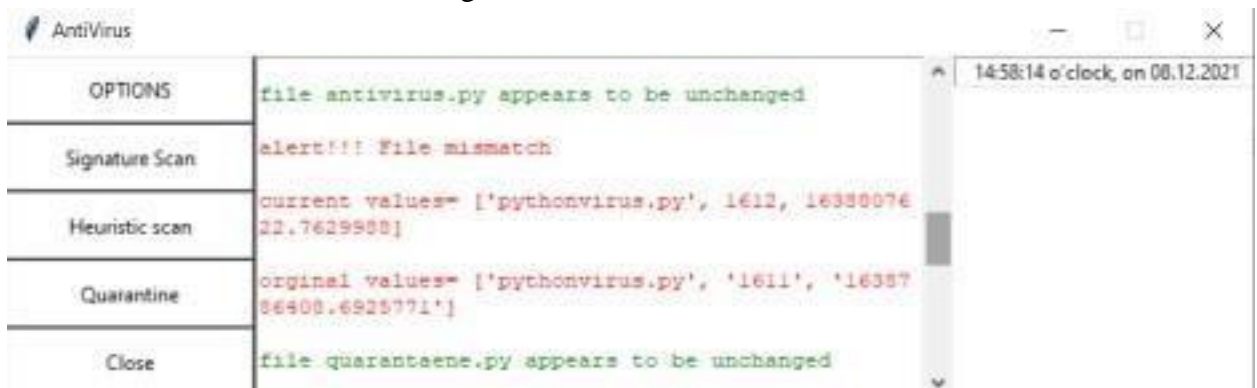 AntiVirus
OPTIONS
Signature Scan
Heuristic scan
Quarantine
Close
file antivirus.py appears to be unchanged
alert!!! File mismatch
current values= ['pythonvirus.py', 1612, 16388076
22.7629988]
orginal values= ['pythonvirus.py', '1611', '16387
86408.6925771']
file quarantaene.py appears to be unchanged
14:58:14 o'clock, on 08.12.2021